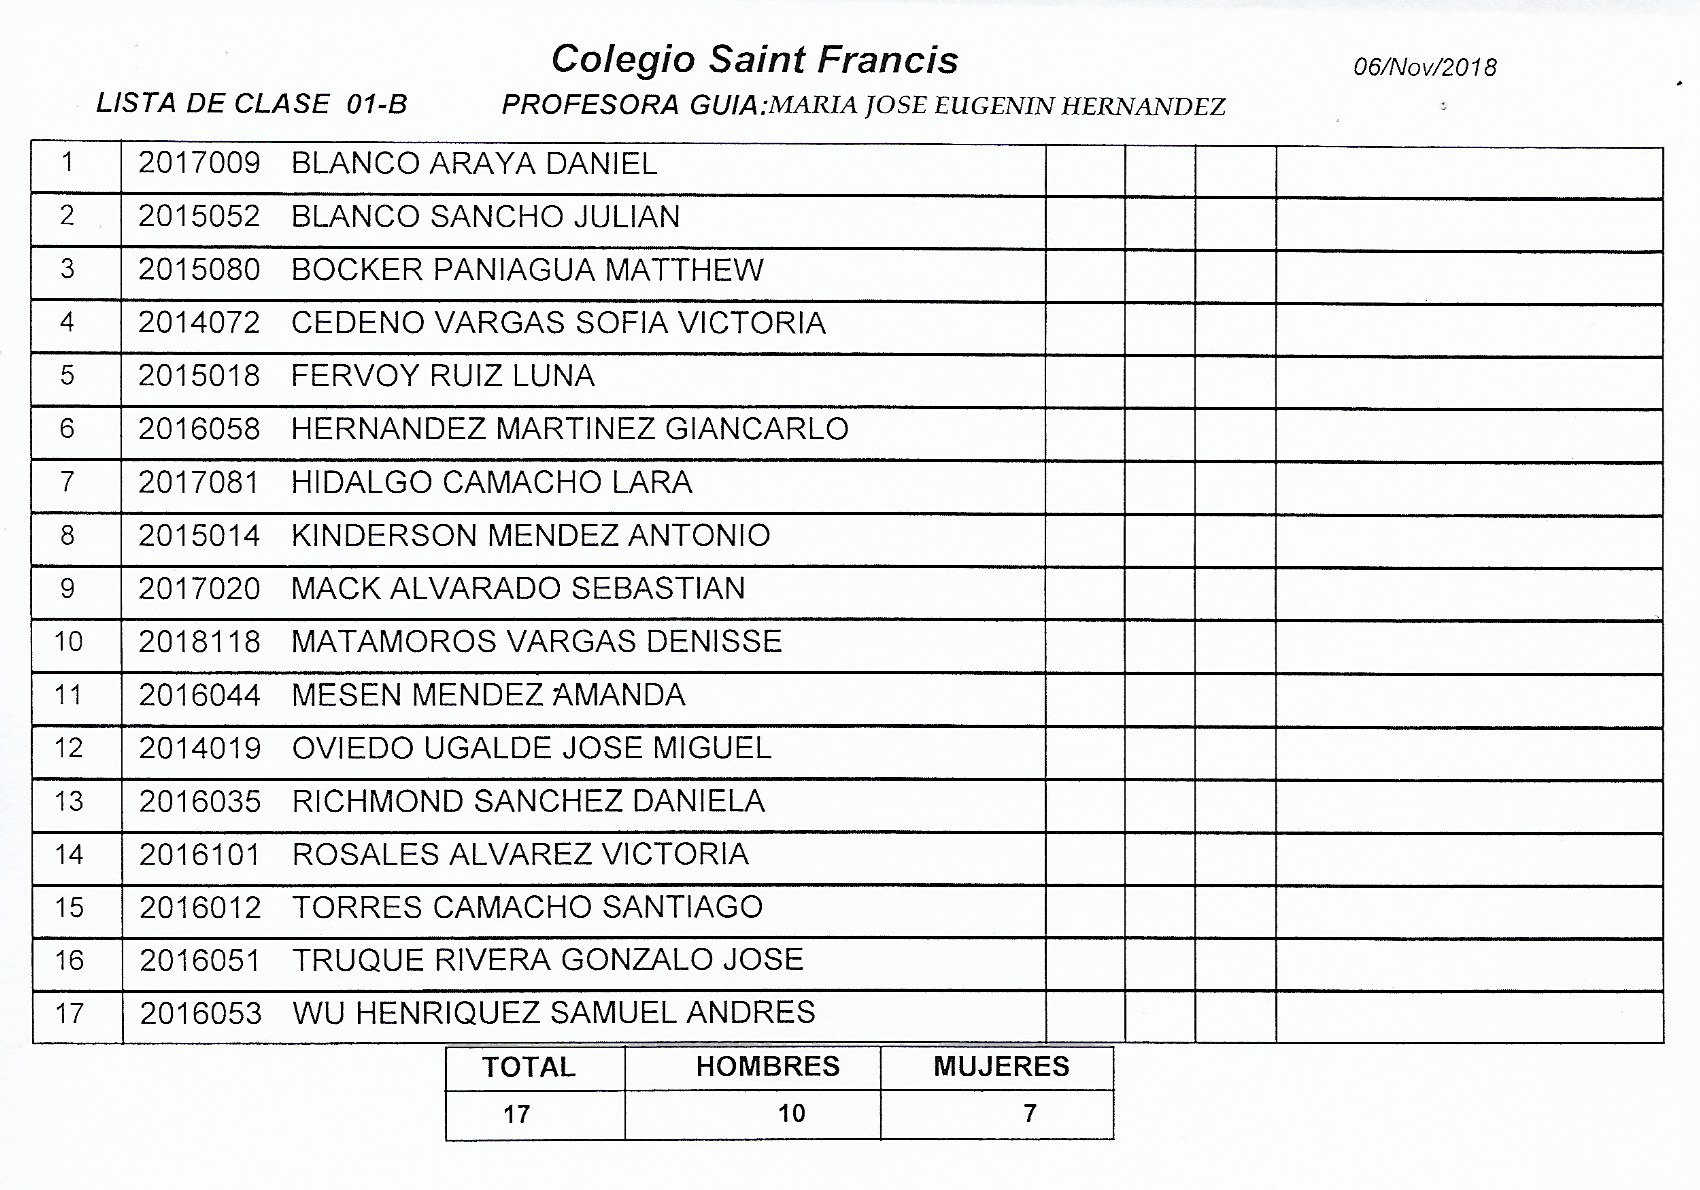 Colegio Saint Francis
06/Nov/2018
LISTA DE CLASE 01-B PROFESORA GUIA:MARIA JOSE EUGENIN HERNANDEZ
1 2017009 BLANCO ARAYA DANIEL
2 2015052 BLANCO SANCHO JULIAN
3 2015080 BOCKER PANIAGUA MATTHEW
4 2014072 CEDENO VARGAS SOFIA VICTORIA
5 2015018 FERVOY RUIZ LUNA
6 2016058 HERNANDEZ MARTINEZ GIANCARLO
7 2017081 HIDALGO CAMACHO LARA
8 2015014 KINDERSON MENDEZ ANTONIO
9 2017020 MACK ALVARADO SEBASTIAN
10 2018118 MATAMOROS VARGAS DENISSE
11 2016044 MESEN MENDEZ AMANDA
12 2014019 OVIEDO UGALDE JOSE MIGUEL
13 2016035 RICHMOND SANCHEZ DANIELA
14 2016101 ROSALES ALVAREZ VICTORIA
15 2016012 TORRES CAMACHO SANTIAGO
16 2016051 TRUQUE RIVERA GONZALO JOSE
17 2016053 WU HENRIQUEZ SAMUEL ANDRES
TOTAL HOMBRES MUJERES
17 10 7